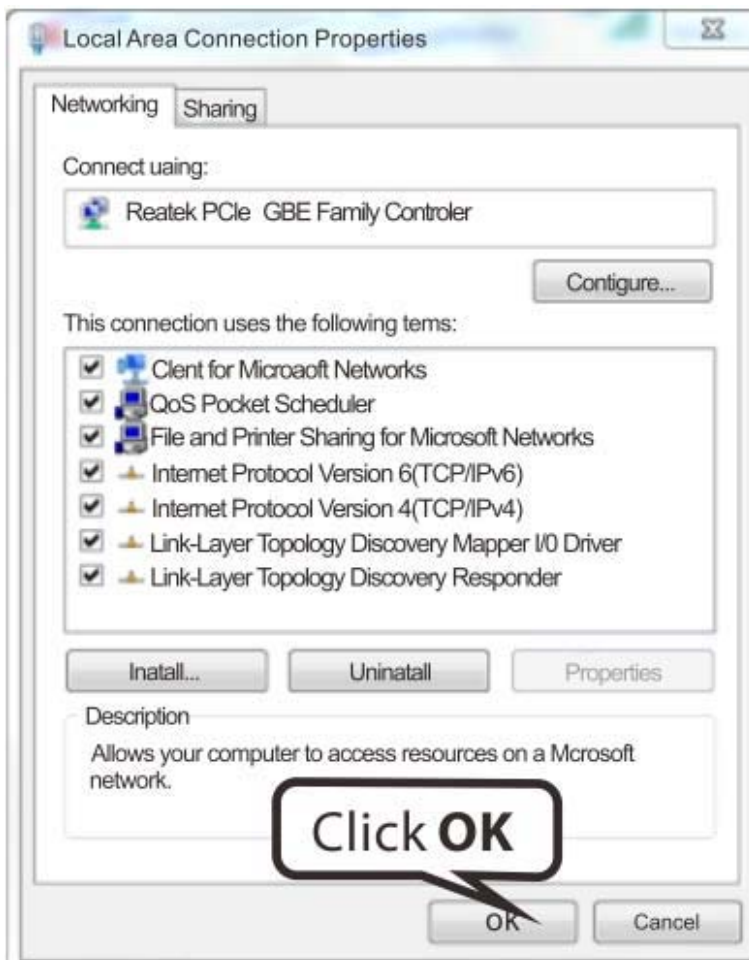 Local Area Connection Properties
Networking
Sharing
Connect uaing:
Reatek PCle GBE Family Controler
Contigure...
This connection uses the following tems:
Clent for Microaoft Networks
QoS Pocket Scheduler
File and Printer Sharing for Microsoft Networks
Internet Protocol Version 6(TCP/IPv6)
Internet Protocol Version 4(TCP/IPv4)
Link-Layer Topology Discovery Mapper I/0 Driver
Link-Layer Topology Discovery Responder
Inatall...
Uninatall
Properties
Description
Allows your computer to access resources on a Mcrosoft
network.
Click OK
OK
Cancel